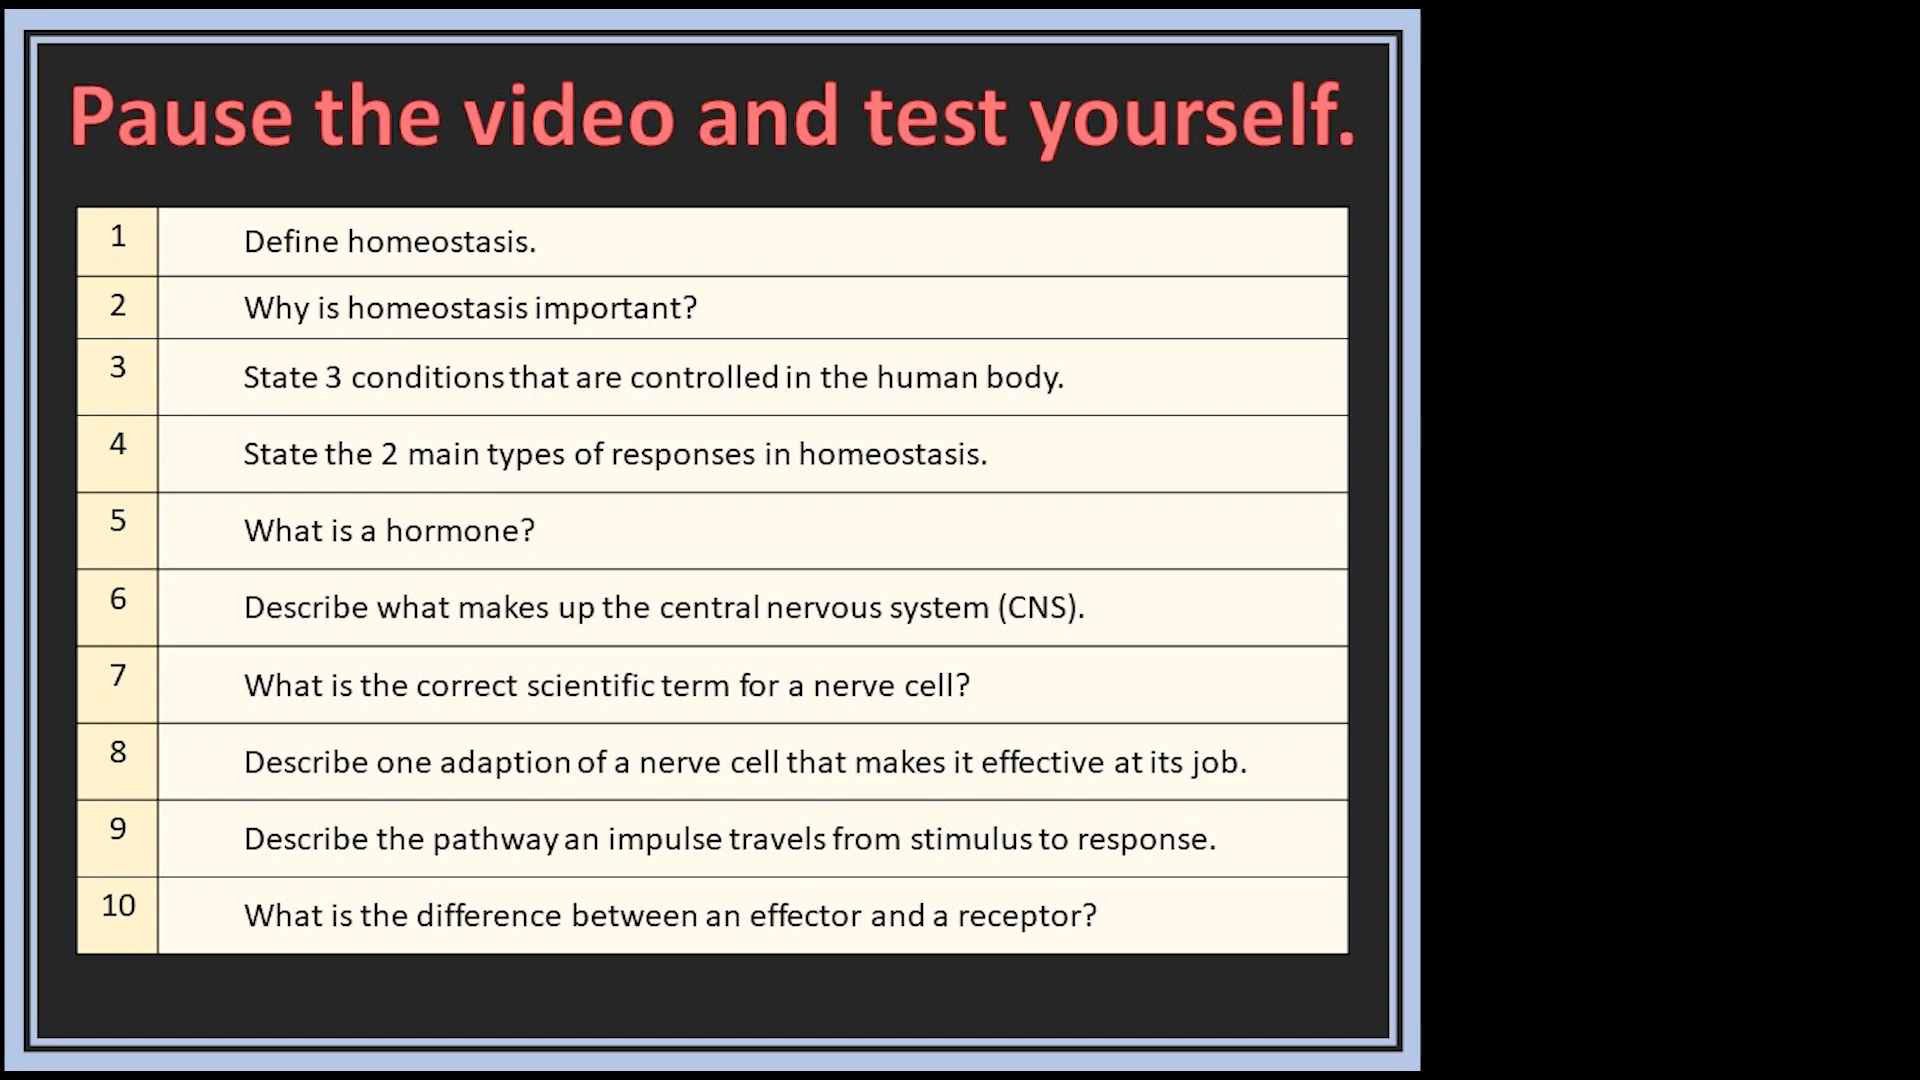 Pause the video and test yourself.
1 Define homeostasis.
2 Why is homeostasis important?
3 State 3 conditions that are controlled in the human body.
4 State the 2 main types of responses in homeostasis.
5 What is a hormone?
6 Describe what makes up the central nervous system (CNS).
7 What is the correct scientific term for a nerve cell?
8 Describe one adaption of a nerve cell that makes it effective at its job.
9 Describe the pathway an impulse travels from stimulus to response.
10 What is the difference between an effector and a receptor?